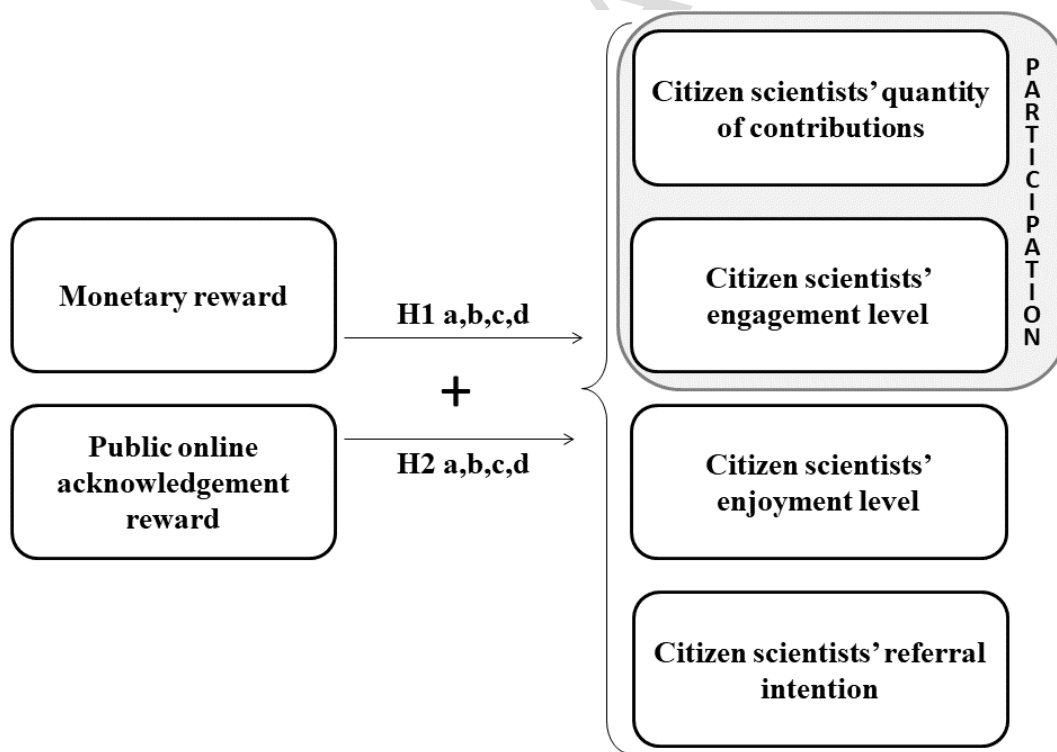 Monetary reward
Public online
acknowledgement
reward
H1 a,b,c,d
+
H2 a,b,c,d
Citizen scientists' quantity
of contributions
Citizen scientists'
engagement level
PARTICIPATION
Citizen scientists'
enjoyment level
Citizen scientists' referral
intention